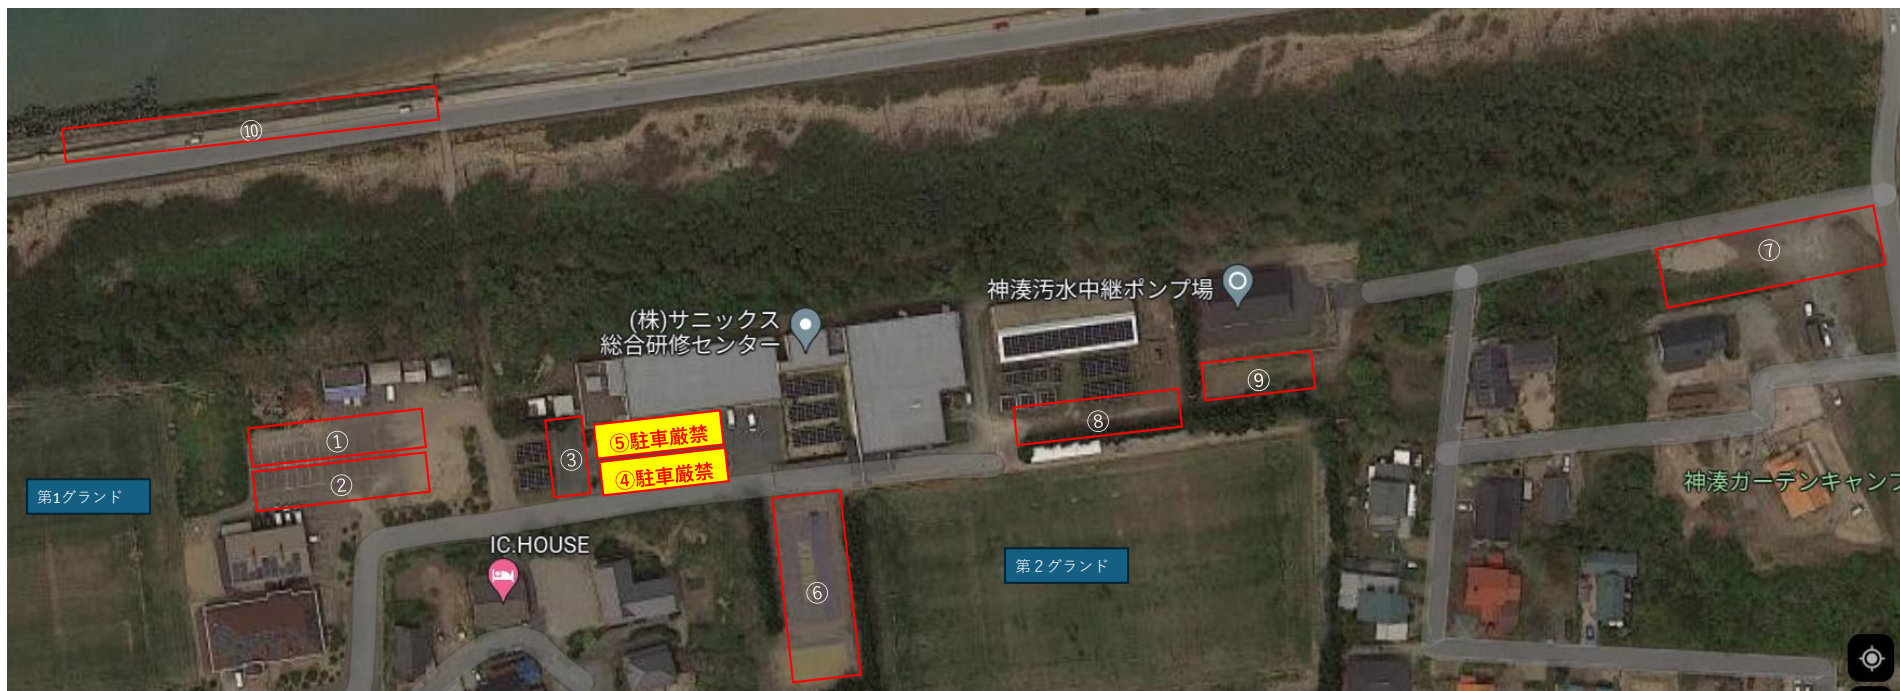 ⑩
⑦
神湊汚水中継ポンプ場
(株)サニックス
総合研修センター
⑨
⑧
①
②
③
⑤駐車厳禁
④駐車厳禁
第1グランド
神湊ガーデンキャンプ
IC.HOUSE
第２グランド
⑥